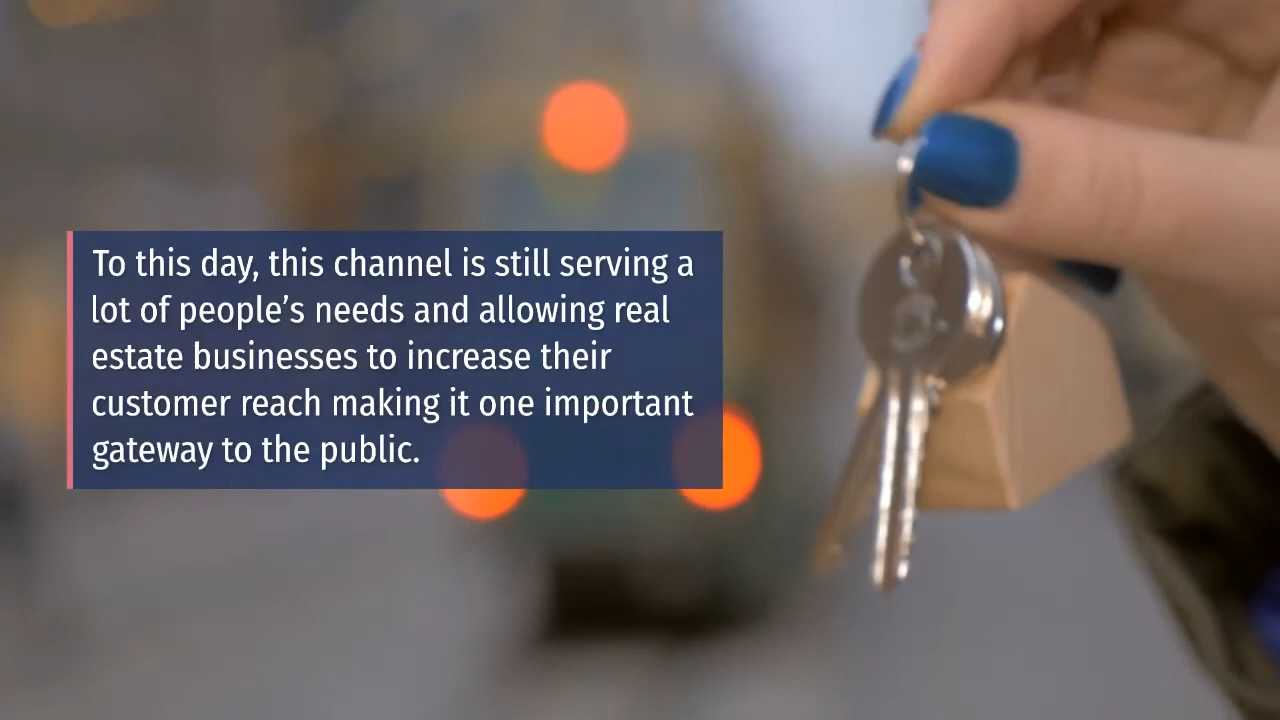 To this day, this channel is still serving a
lot of people’s needs and allowing real
estate businesses to increase their
customer reach making it one important
gateway to the public.